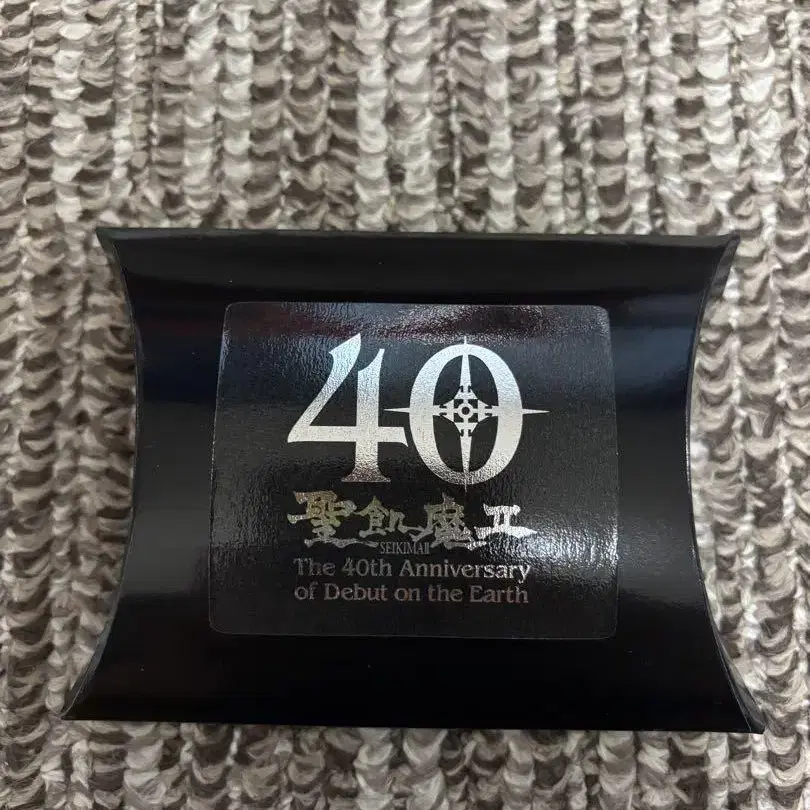 40
聖飢魔II
SEIKIMAII
The 40th Anniversary
of Debut on the Earth